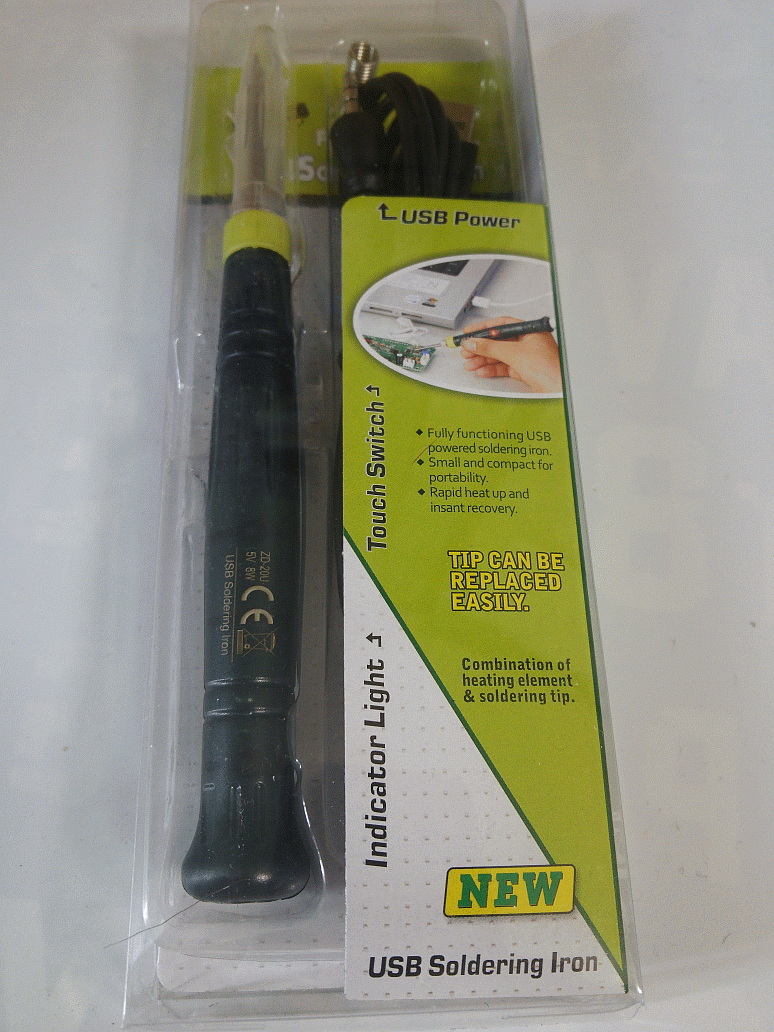 USB Power
Touch Switch
◆ Fully functioning USB
powered soldering iron.
◆ Small and compact for
portability.
◆ Rapid heat up and
insant recovery.
TIP CAN BE
REPLACED
EASILY.
Combination of
heating element
& soldering tip.
Indicator Light
NEW
USB Soldering Iron
ZD-20U
5V 8W
CE
USB Soldering Iron